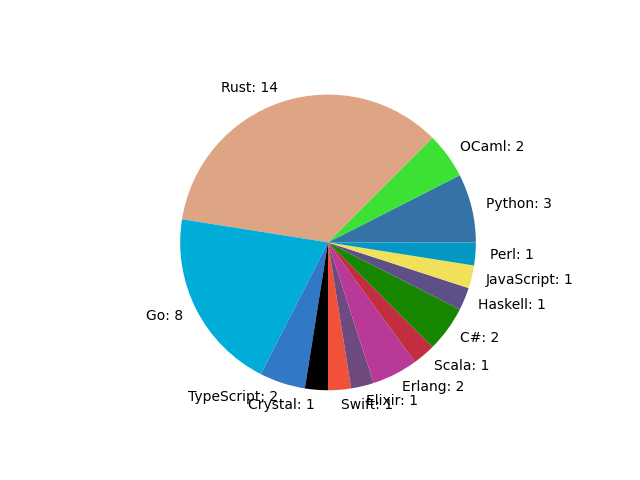 Rust: 14
OCaml: 2
Python: 3
Perl: 1
JavaScript: 1
Haskell: 1
Go: 8
C#: 2
Scala: 1
Erlang: 2
TypeScript: 2
Elixir: 1
Crystal: 1
Swift: 1